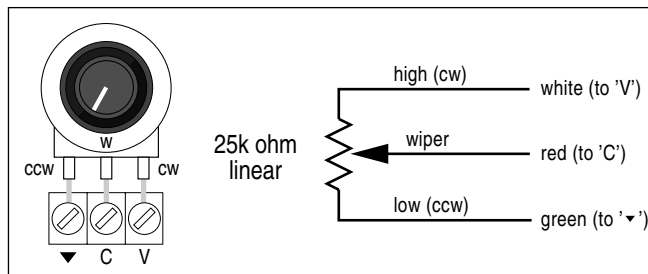 W
ccw
cw
▼ C V
25k ohm
linear
high (cw)
white (to 'V')
wiper
red (to 'C')
low (ccw)
green (to '▼')